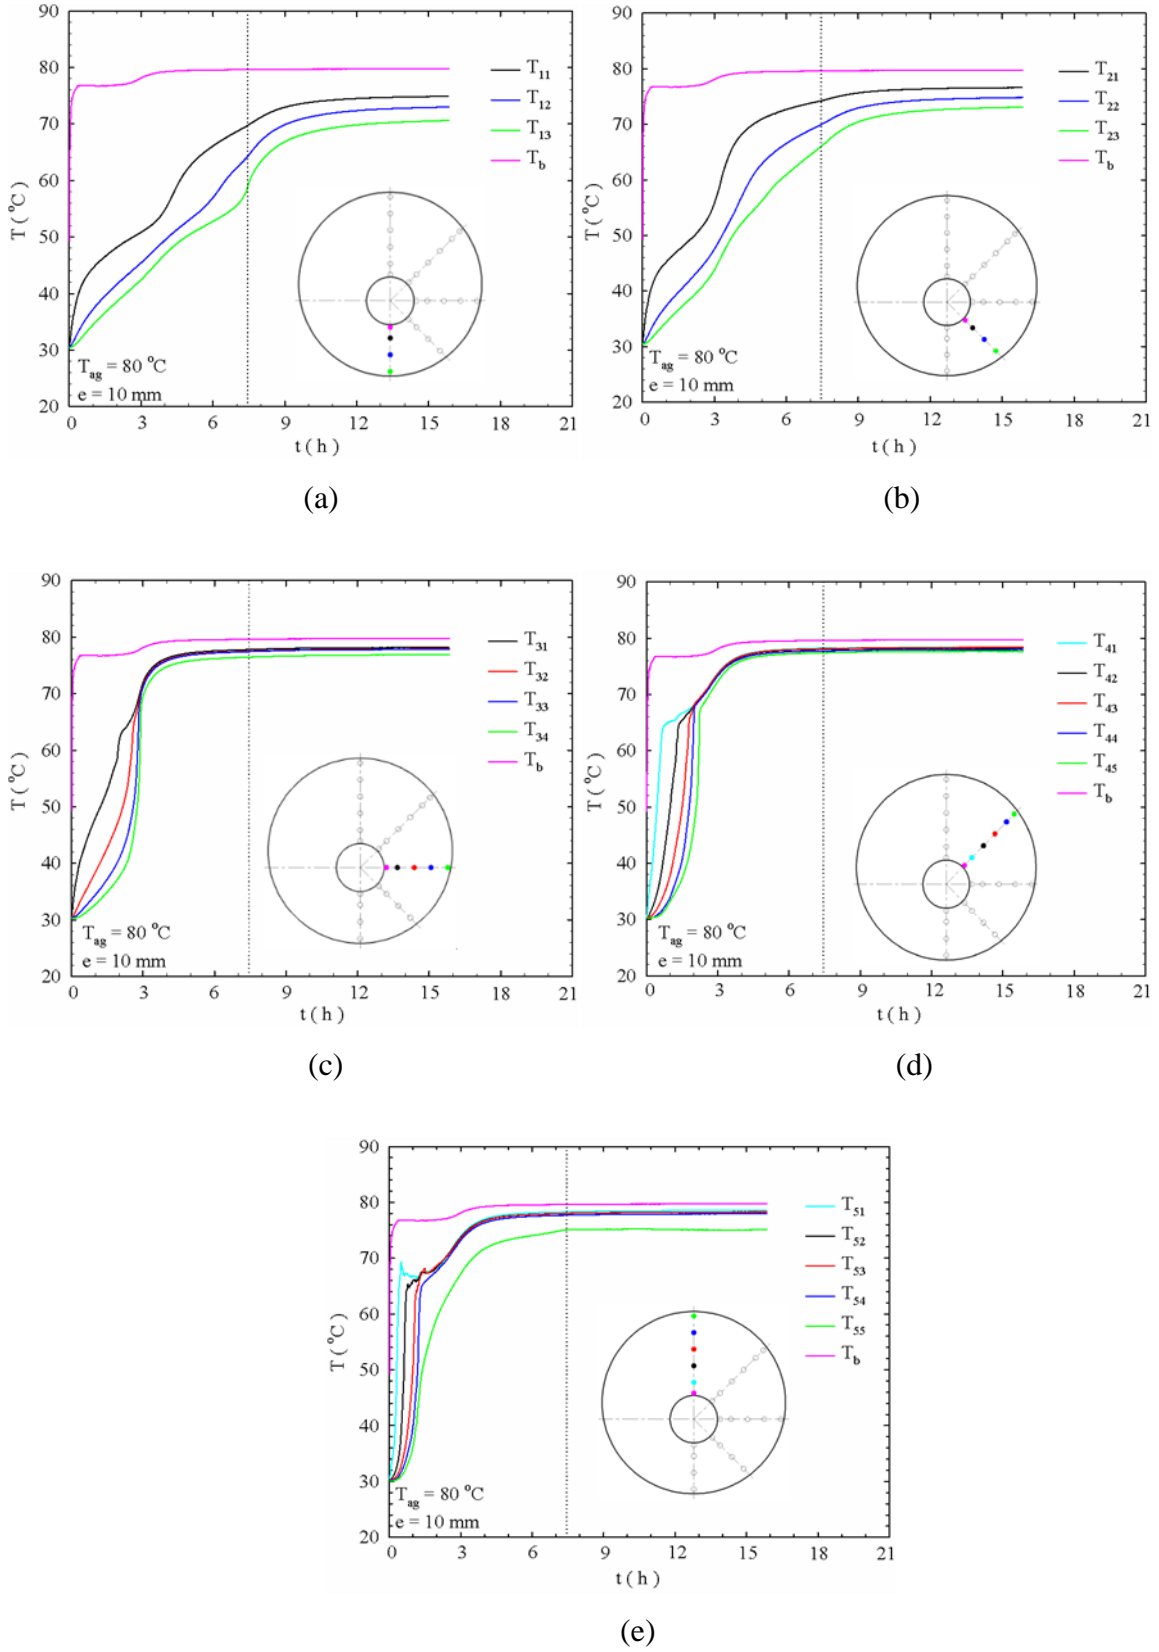 90
80
70
60
50
40
30
20
T ( °C)
T11
T12
T13
Tb
Tag = 80 °C
e = 10 mm
0 3 6 9 12 15 18 21
t ( h )
(a)
90
80
70
60
50
40
30
20
T ( °C)
T21
T22
T23
Tb
Tag = 80 °C
e = 10 mm
0 3 6 9 12 15 18 21
t ( h )
(b)
90
80
70
60
50
40
30
20
T ( °C)
T31
T32
T33
T34
Tb
Tag = 80 °C
e = 10 mm
0 3 6 9 12 15 18 21
t ( h )
(c)
90
80
70
60
50
40
30
20
T ( °C)
T41
T42
T43
T44
T45
Tb
Tag = 80 °C
e = 10 mm
0 3 6 9 12 15 18 21
t ( h )
(d)
90
80
70
60
50
40
30
20
T ( °C)
T51
T52
T53
T54
T55
Tb
Tag = 80 °C
e = 10 mm
0 3 6 9 12 15 18 21
t ( h )
(e)